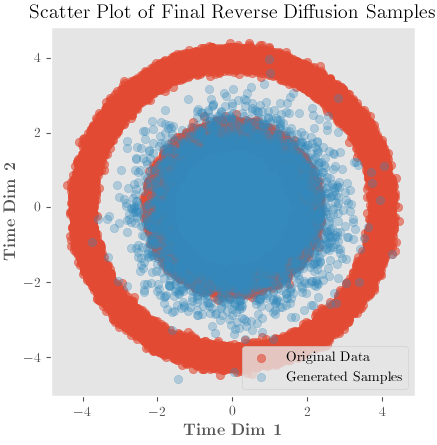 Scatter Plot of Final Reverse Diffusion Samples
4
2
0
−2
−4
Time Dim 2
Original Data
Generated Samples
−4 −2 0 2 4
Time Dim 1